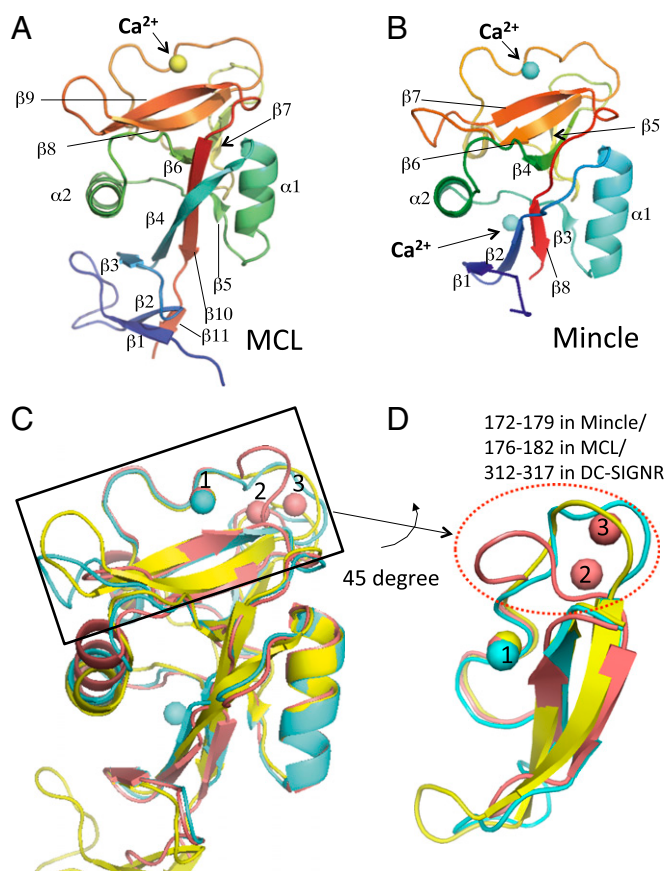 A
Ca²⁺
β9
β8
β7
β6
α1
α2
β4
β3
β5
β2
β10
β1
β11
MCL
B
Ca²⁺
β7
β5
β6
β4
α2
α1
Ca²⁺
β2
β3
β1
β8
Mincle
C
1
2
3
45 degree
D
172-179 in Mincle/
176-182 in MCL/
312-317 in DC-SIGNR
3
2
1